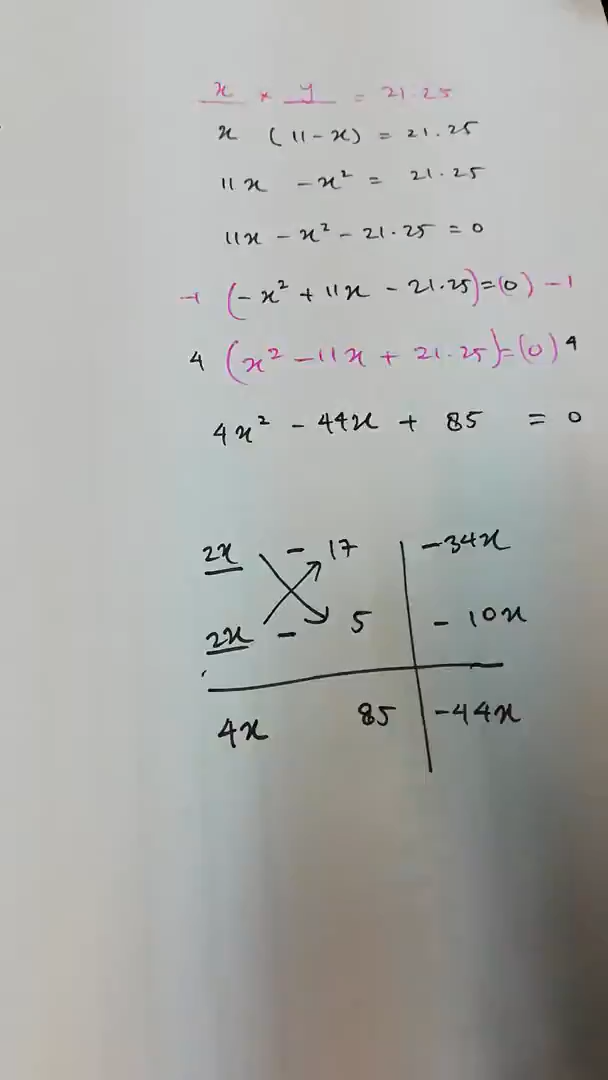 x × y = 21.25
x (11 - x) = 21.25
11x - x² = 21.25
11x - x² - 21.25 = 0
-1 (-x² + 11x - 21.25) = (0) -1
4 (x² - 11x + 21.25) = (0) 4
4x² - 44x + 85 = 0
2x - 17 -34x
2x - 5 - 10x
4x 85 -44x